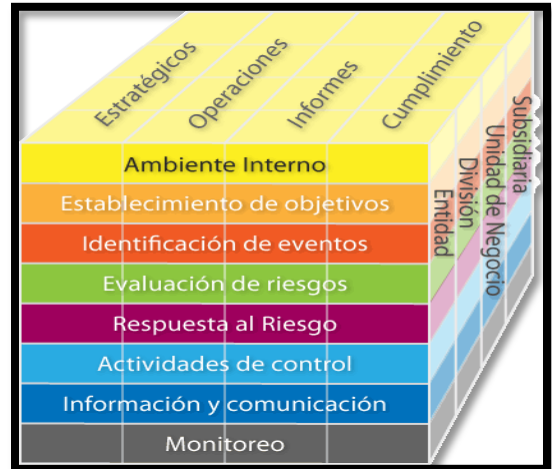 Estratégicos
Operaciones
Informes
Cumplimiento
Ambiente Interno
Establecimiento de objetivos
Identificación de eventos
Evaluación de riesgos
Respuesta al Riesgo
Actividades de control
Información y comunicación
Monitoreo
Entidad
División
Unidad de Negocio
Subsidiaria